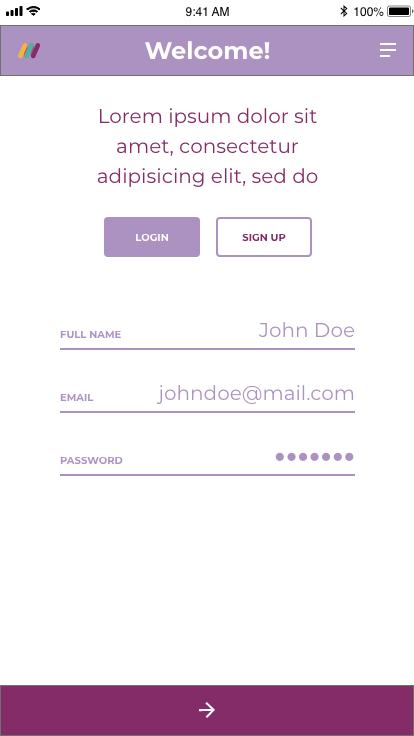 9:41 AM
100%
Welcome!
Lorem ipsum dolor sit
amet, consectetur
adipisicing elit, sed do
LOGIN
SIGN UP
FULL NAME John Doe
EMAIL johndoe@mail.com
PASSWORD •••••••